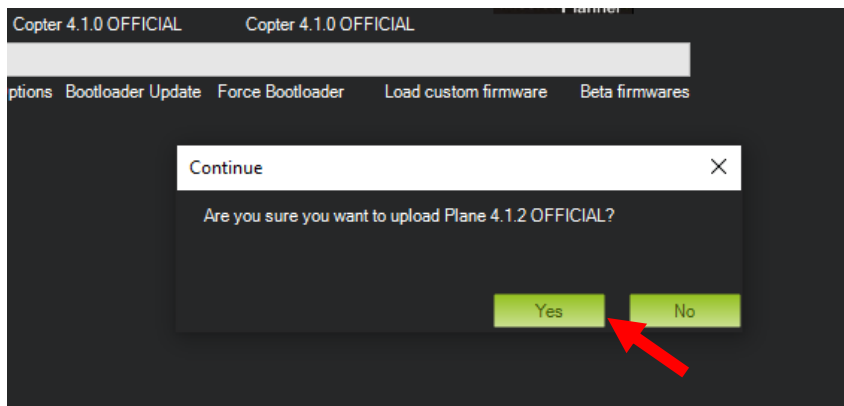 Planner
Copter 4.1.0 OFFICIAL Copter 4.1.0 OFFICIAL
ptions Bootloader Update Force Bootloader Load custom firmware Beta firmwares
Continue
Are you sure you want to upload Plane 4.1.2 OFFICIAL?
Yes No